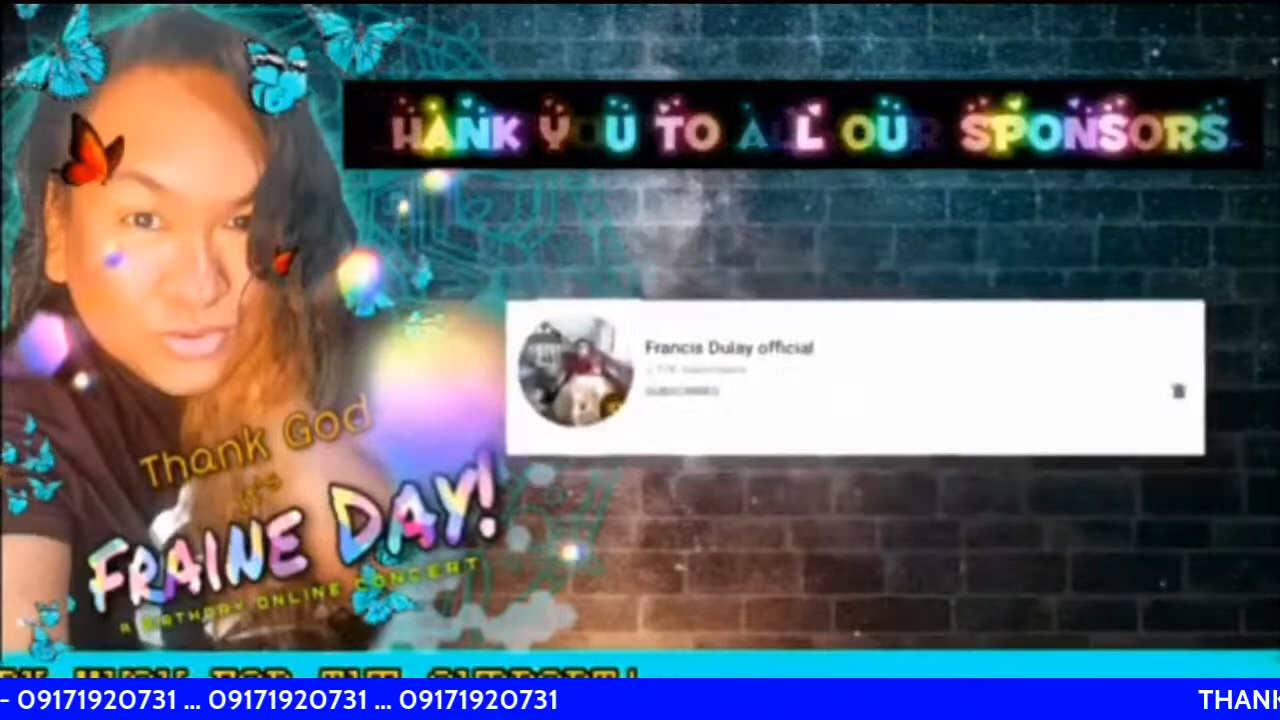 HANK YOU TO ALL OUR SPONSORS
Francis Dulay official
Thank God
it's
FRAINE DAY!
A BIRTHDAY ONLINE CONCERT
- 09171920731 ... 09171920731 ... 09171920731
THANK